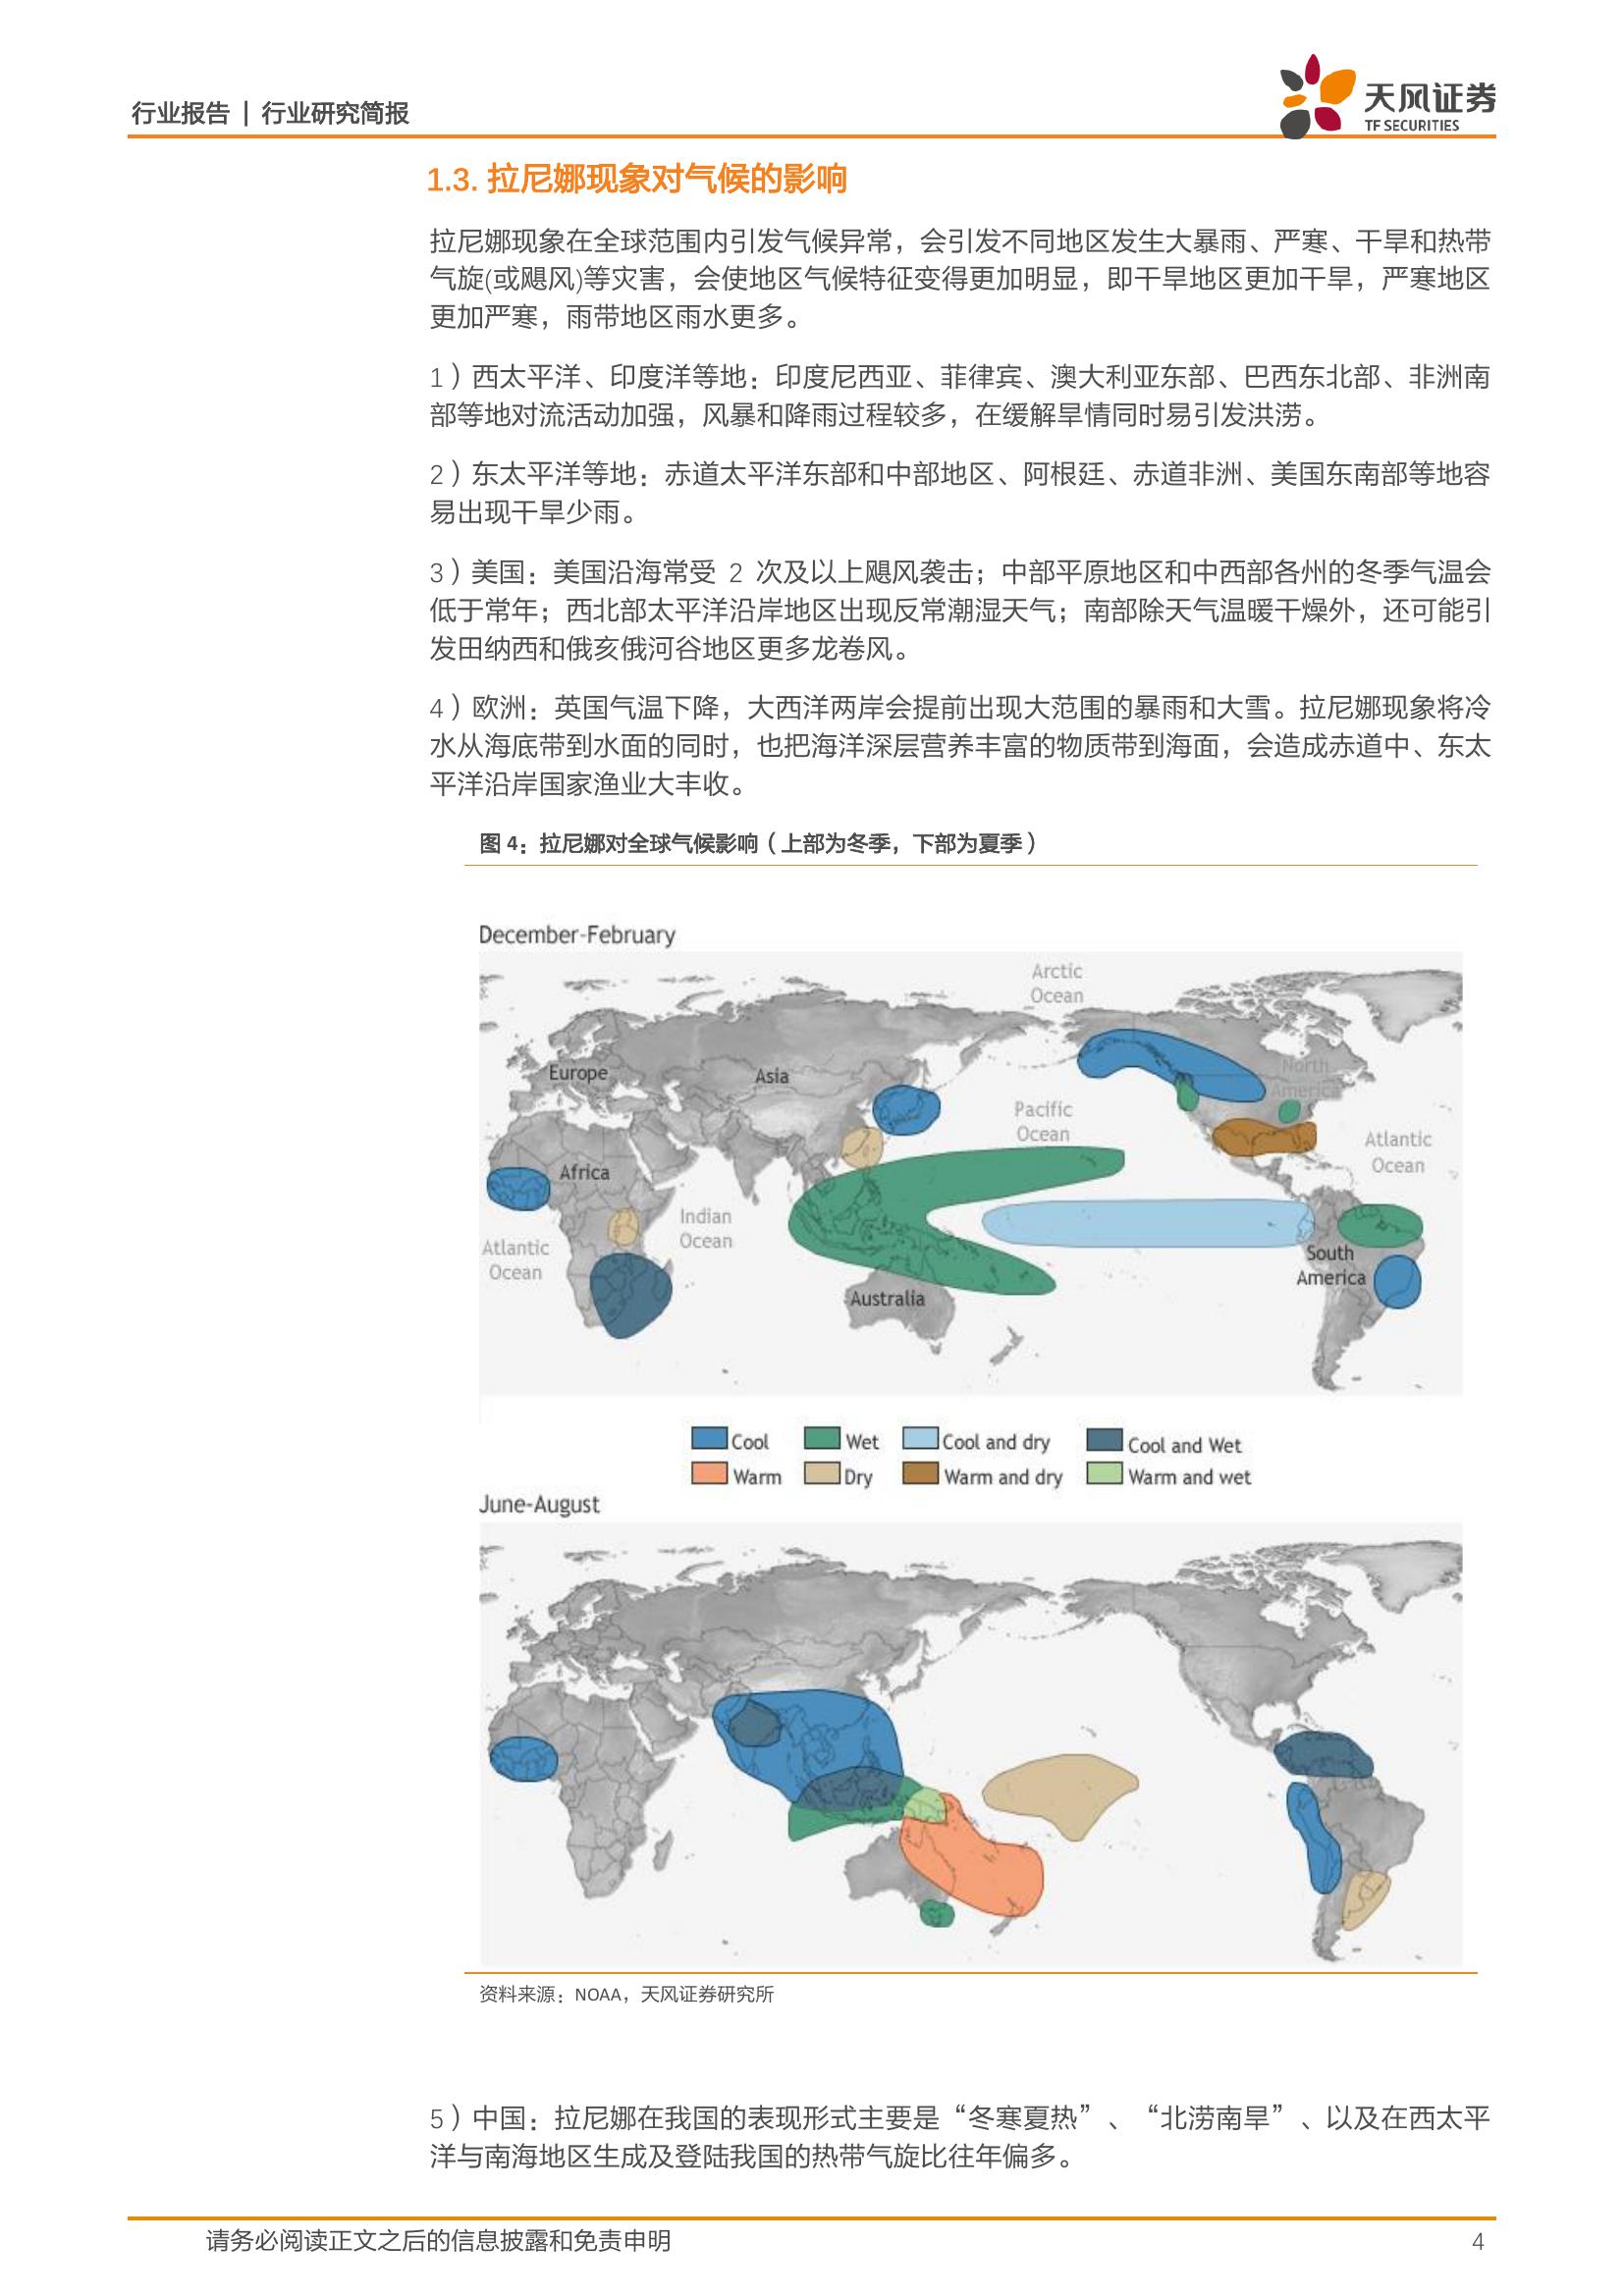 行业报告 | 行业研究简报
天风证券
TF SECURITIES
1.3. 拉尼娜现象对气候的影响
拉尼娜现象在全球范围内引发气候异常，会引发不同地区发生大暴雨、严寒、干旱和热带
气旋(或飓风)等灾害，会使地区气候特征变得更加明显，即干旱地区更加干旱，严寒地区
更加严寒，雨带地区雨水更多。
1）西太平洋、印度洋等地：印度尼西亚、菲律宾、澳大利亚东部、巴西东北部、非洲南
部等地对流活动加强，风暴和降雨过程较多，在缓解旱情同时易引发洪涝。
2）东太平洋等地：赤道太平洋东部和中部地区、阿根廷、赤道非洲、美国东南部等地容
易出现干旱少雨。
3）美国：美国沿海常受 2 次及以上飓风袭击；中部平原地区和中西部各州的冬季气温会
低于常年；西北部太平洋沿岸地区出现反常潮湿天气；南部除天气温暖干燥外，还可能引
发田纳西和俄亥俄河谷地区更多龙卷风。
4）欧洲：英国气温下降，大西洋两岸会提前出现大范围的暴雨和大雪。拉尼娜现象将冷
水从海底带到水面的同时，也把海洋深层营养丰富的物质带到海面，会造成赤道中、东太
平洋沿岸国家渔业大丰收。
图 4：拉尼娜对全球气候影响（上部为冬季，下部为夏季）
December-February
Arctic
Ocean
Europe
Asia
North
America
Pacific
Ocean
Atlantic
Ocean
Africa
Indian
Ocean
Atlantic
Ocean
South
America
Australia
Cool Wet Cool and dry Cool and Wet
Warm Dry Warm and dry Warm and wet
June-August
资料来源：NOAA，天风证券研究所
5）中国：拉尼娜在我国的表现形式主要是“冬寒夏热”、“北涝南旱”、以及在西太平
洋与南海地区生成及登陆我国的热带气旋比往年偏多。
请务必阅读正文之后的信息披露和免责申明
4